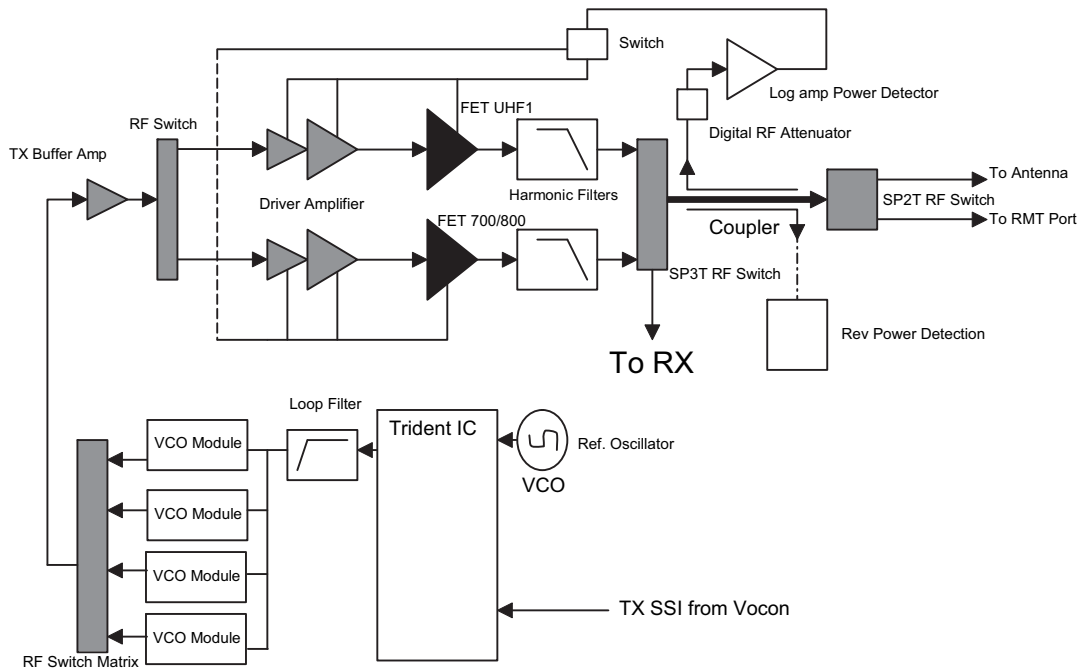 Switch
Log amp Power Detector
FET UHF1
RF Switch
Digital RF Attenuator
TX Buffer Amp
To Antenna
Harmonic Filters
SP2T RF Switch
Driver Amplifier
FET 700/800
To RMT Port
Coupler
SP3T RF Switch
Rev Power Detection
To RX
Loop Filter
Trident IC
VCO Module
Ref. Oscillator
VCO
VCO Module
VCO Module
TX SSI from Vocon
VCO Module
RF Switch Matrix